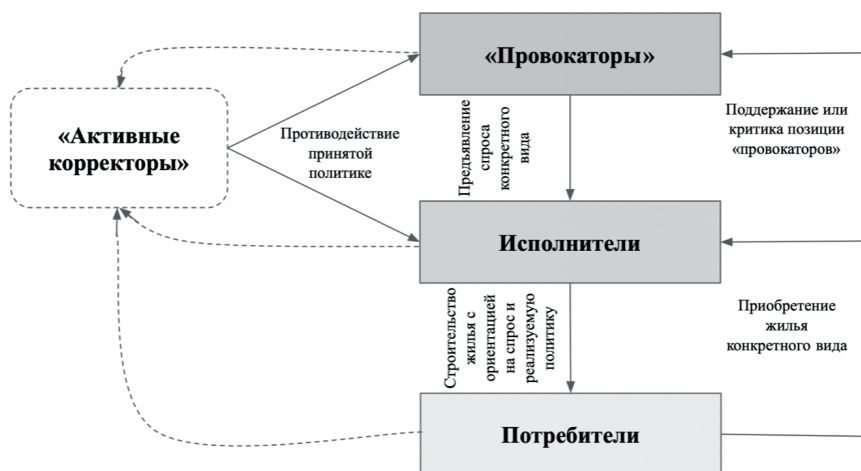 «Провокаторы»
«Активные
корректоры»
Противодействие
принятой
политике
Предъявление
спроса
конкретного
вида
Поддержание или
критика позиции
«провокаторов»
Исполнители
Строительство
жилья с
ориентацией
на спрос и
реализуемую
политику
Приобретение
жилья
конкретного вида
Потребители